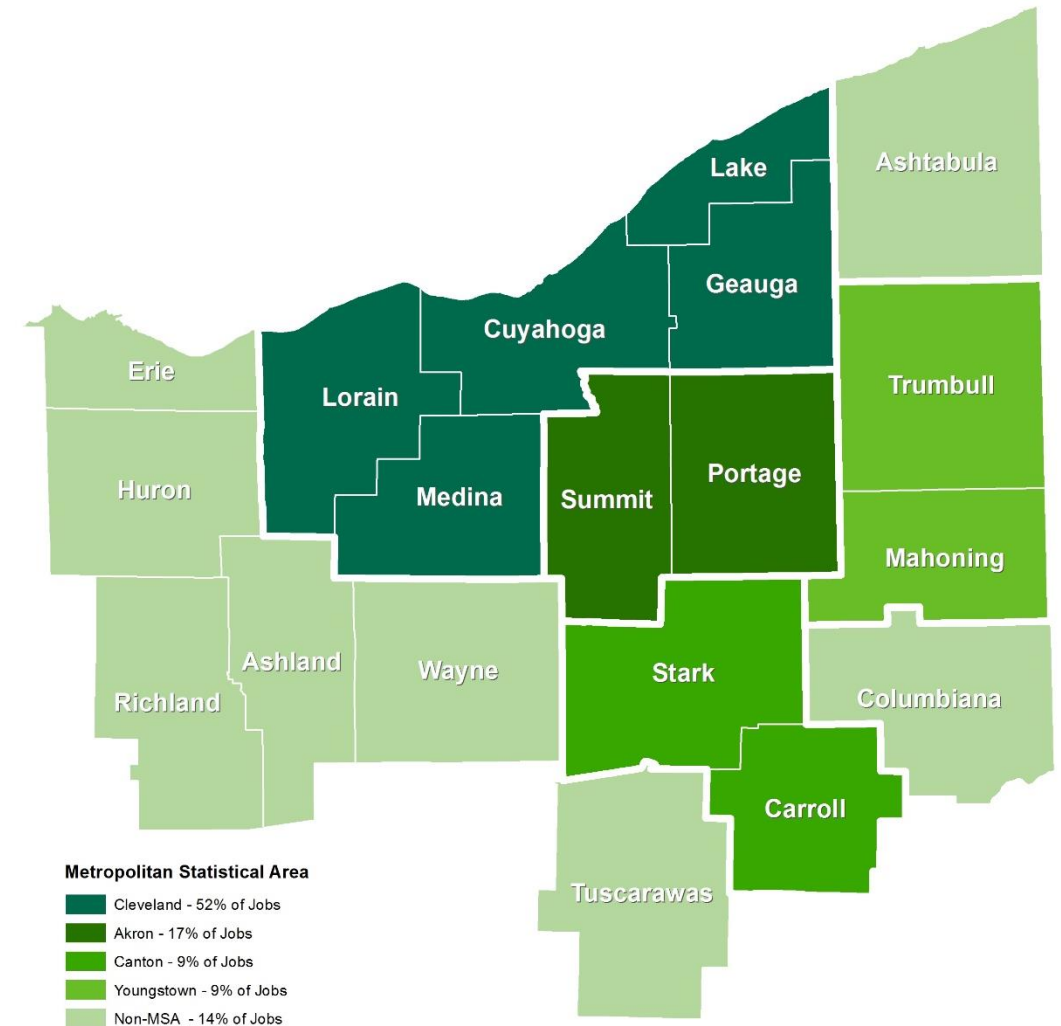 Ashtabula
Lake
Geauga
Cuyahoga
Erie
Trumbull
Lorain
Portage
Huron
Medina
Summit
Mahoning
Ashland
Wayne
Stark
Richland
Columbiana
Carroll
Tuscarawas
Metropolitan Statistical Area
Cleveland - 52% of Jobs
Akron - 17% of Jobs
Canton - 9% of Jobs
Youngstown - 9% of Jobs
Non-MSA - 14% of Jobs